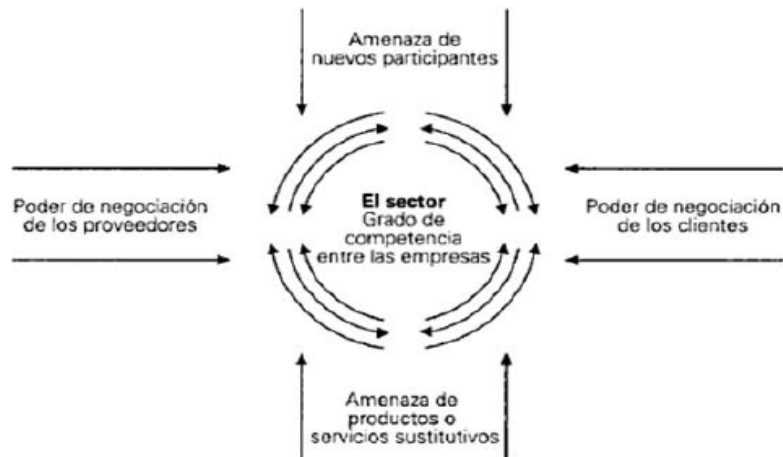 Amenaza de
nuevos participantes
Poder de negociación
de los proveedores
El sector
Grado de
competencia
entre las empresas
Poder de negociación
de los clientes
Amenaza de
productos o
servicios sustitutivos